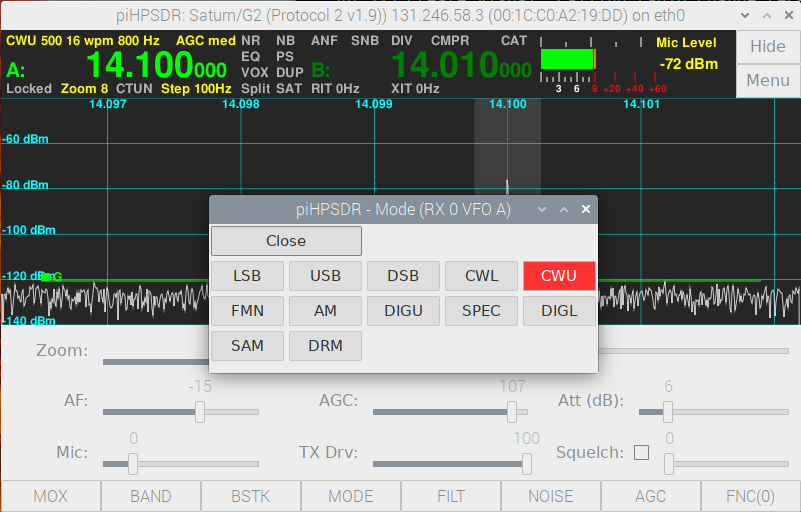 piHPSDR: Saturn/G2 (Protocol 2 v1.9)) 131.246.58.3 (00:1C:C0:A2:19:DD) on eth0
CWU 500 16 wpm 800 Hz AGC med NR NB ANF SNB DIV CMPR CAT
Mic Level
Hide
EQ PS
A: 14.100000 VOX DUP B: 14.010000
-72 dBm
Locked Zoom 8 CTUN Step 100Hz Split SAT RIT 0Hz XIT 0Hz
3 6 9 +20 +40 +60
Menu
14.097 14.098 14.099 14.100 14.101
-60 dBm
-80 dBm
-100 dBm
-120 dBm
G
-140 dBm
piHPSDR - Mode (RX 0 VFO A)
Close
LSB USB DSB CWL CWU
FMN AM DIGU SPEC DIGL
SAM DRM
Zoom:
-15 107 6
AF: AGC: Att (dB):
0 100 0
Mic: TX Drv: Squelch:
MOX BAND BSTK MODE FILT NOISE AGC FNC(0)